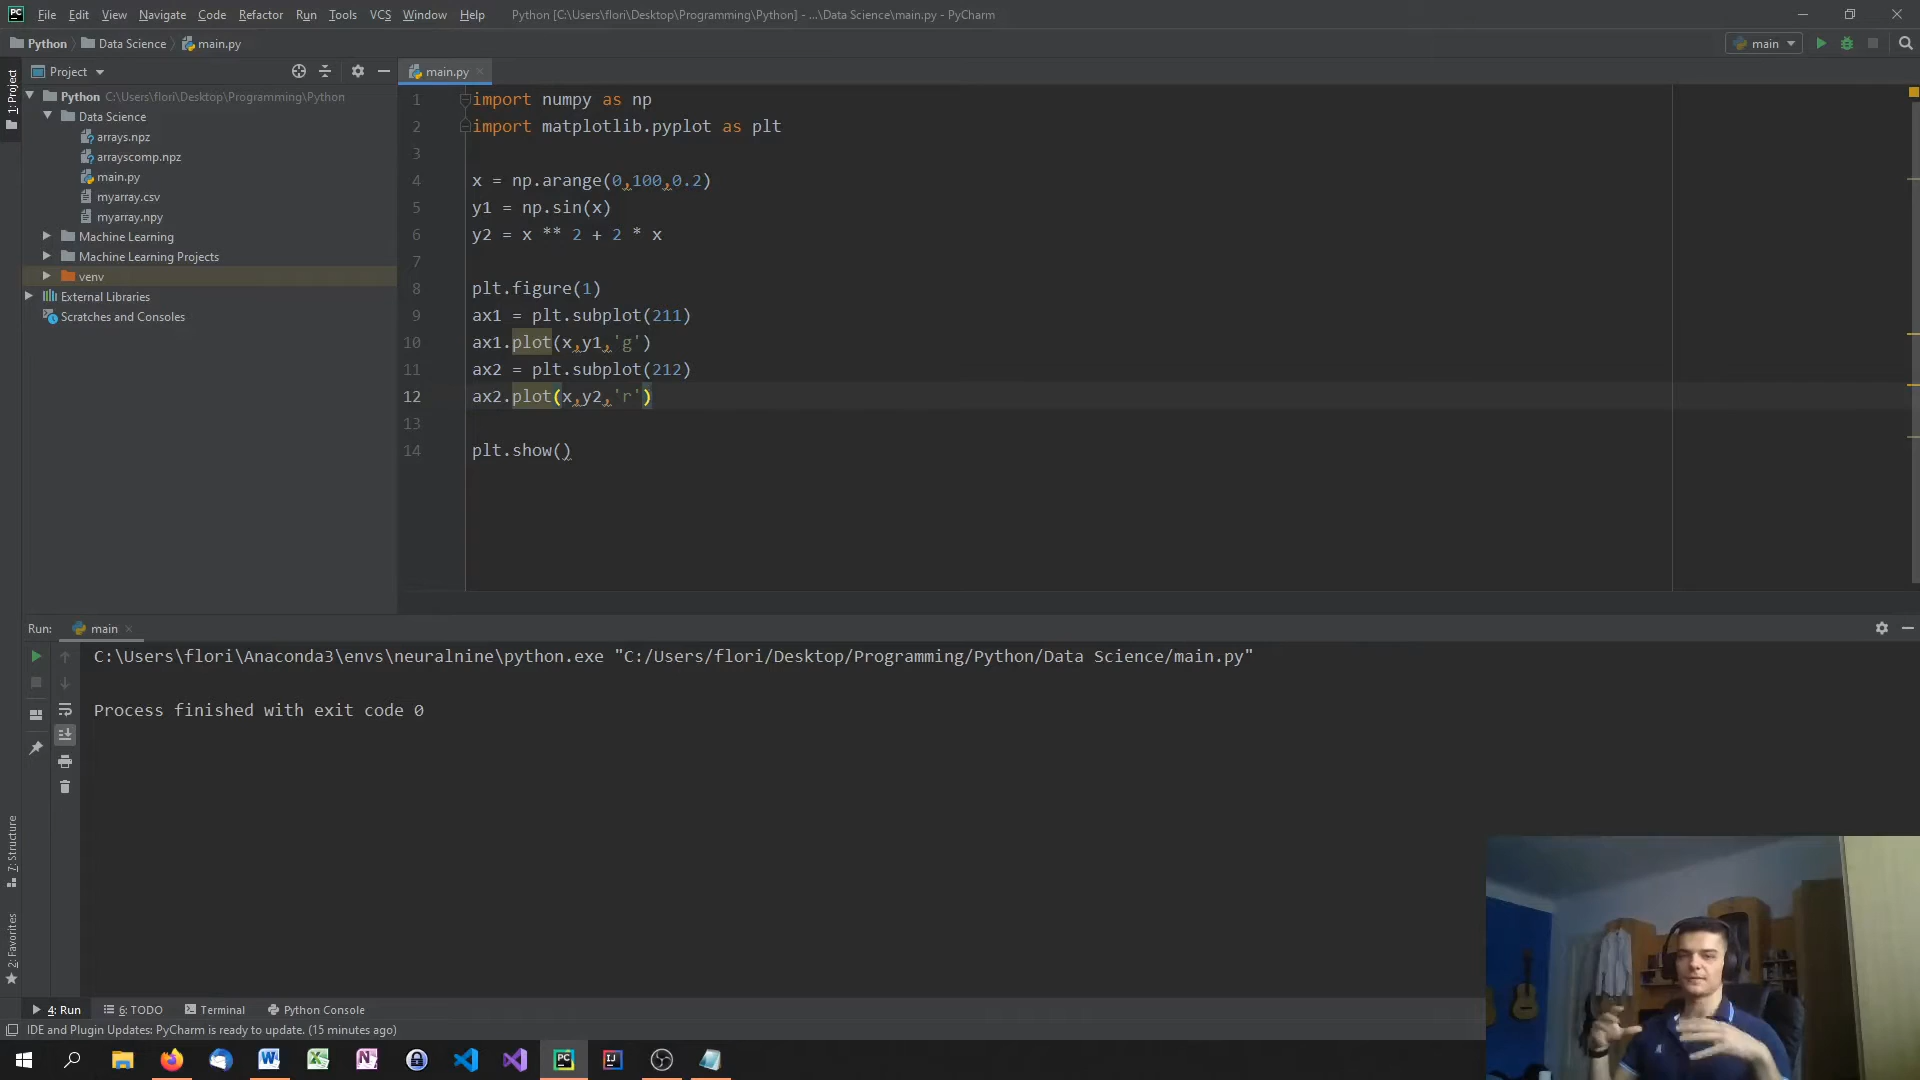 File Edit View Navigate Code Refactor Run Tools VCS Window Help Python [C:\Users\flori\Desktop\Programming\Python] - ...\Data Science\main.py - PyCharm
Python Data Science main.py main
1: Project
Project
main.py
Python C:\Users\flori\Desktop\Programming\Python
Data Science
arrays.npz
arrayscomp.npz
main.py
myarray.csv
myarray.npy
Machine Learning
Machine Learning Projects
venv
External Libraries
Scratches and Consoles
1 import numpy as np
2 import matplotlib.pyplot as plt
3
4 x = np.arange(0,100,0.2)
5 y1 = np.sin(x)
6 y2 = x ** 2 + 2 * x
7
8 plt.figure(1)
9 ax1 = plt.subplot(211)
10 ax1.plot(x,y1,'g')
11 ax2 = plt.subplot(212)
12 ax2.plot(x,y2,'r')
13
14 plt.show()
Run: main
C:\Users\flori\Anaconda3\envs\neuralnine\python.exe "C:/Users/flori/Desktop/Programming/Python/Data Science/main.py"
Process finished with exit code 0
7: Structure
2: Favorites
4: Run 6: TODO Terminal Python Console
IDE and Plugin Updates: PyCharm is ready to update. (15 minutes ago)